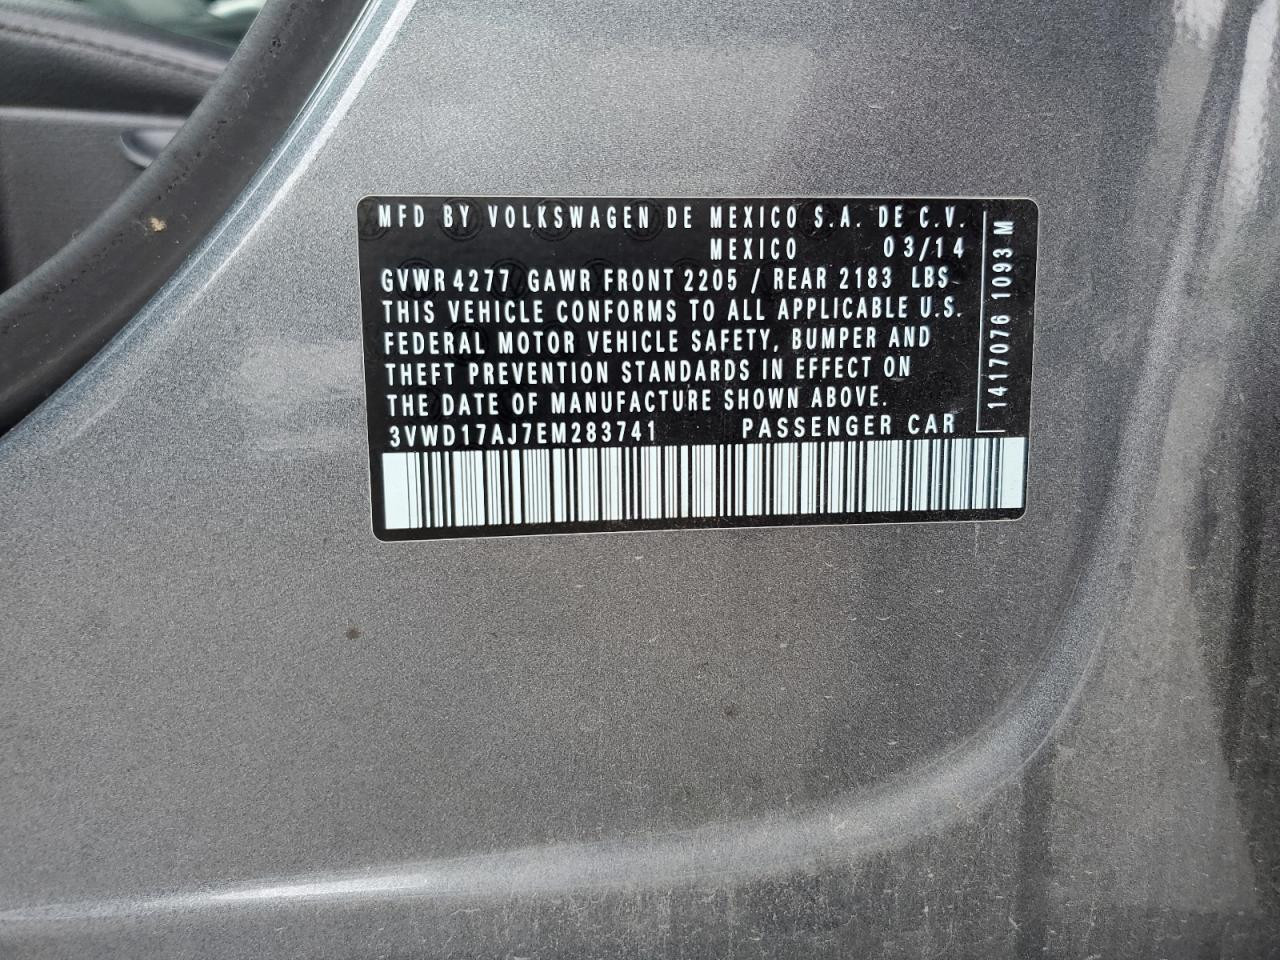 MFD BY VOLKSWAGEN DE MEXICO S.A. DE C.V.
MEXICO 03/14
GVWR 4277 GAWR FRONT 2205 / REAR 2183 LBS
THIS VEHICLE CONFORMS TO ALL APPLICABLE U.S.
FEDERAL MOTOR VEHICLE SAFETY, BUMPER AND
THEFT PREVENTION STANDARDS IN EFFECT ON
THE DATE OF MANUFACTURE SHOWN ABOVE.
3VWD17AJ7EM283741 PASSENGER CAR
1417076 1093 M